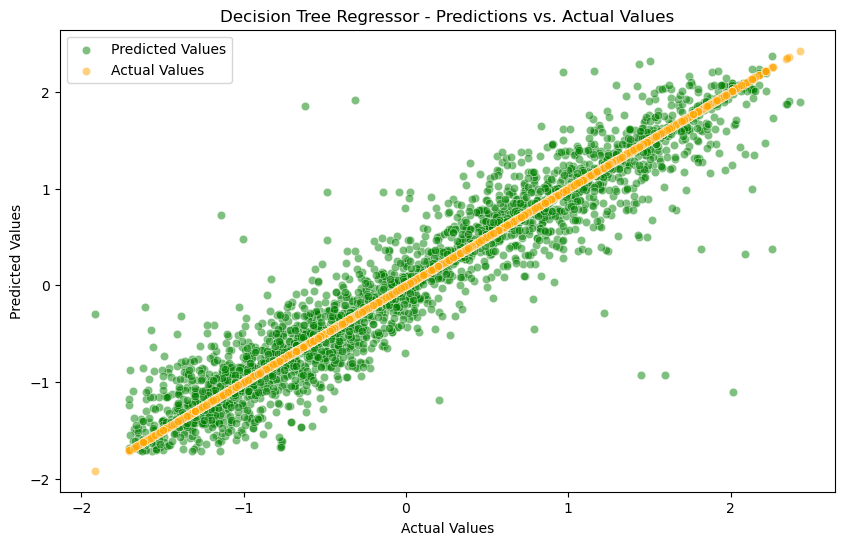 Decision Tree Regressor - Predictions vs. Actual Values
Predicted Values
Actual Values
Predicted Values
2
1
0
−1
−2
−2
−1
0
1
2
Actual Values